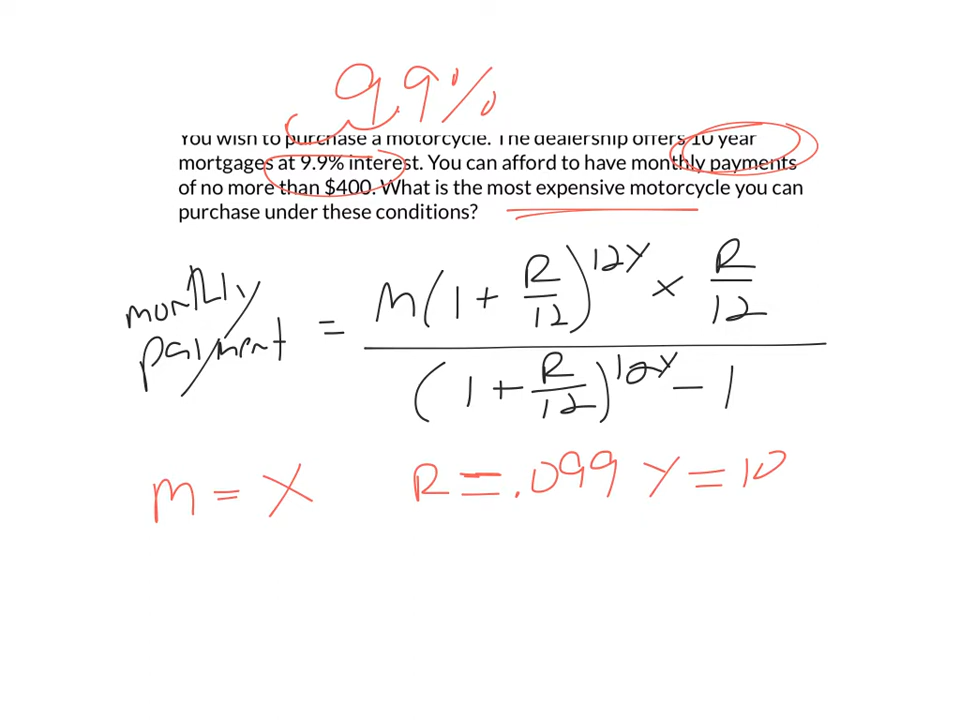 9.9%
You wish to purchase a motorcycle. The dealership offers 10 year
mortgages at 9.9% interest. You can afford to have monthly payments
of no more than $400. What is the most expensive motorcycle you can
purchase under these conditions?
monthly payment = M(1 + R/12)^12Y × R/12
(1 + R/12)^12Y - 1
M = X R = .099 Y = 10